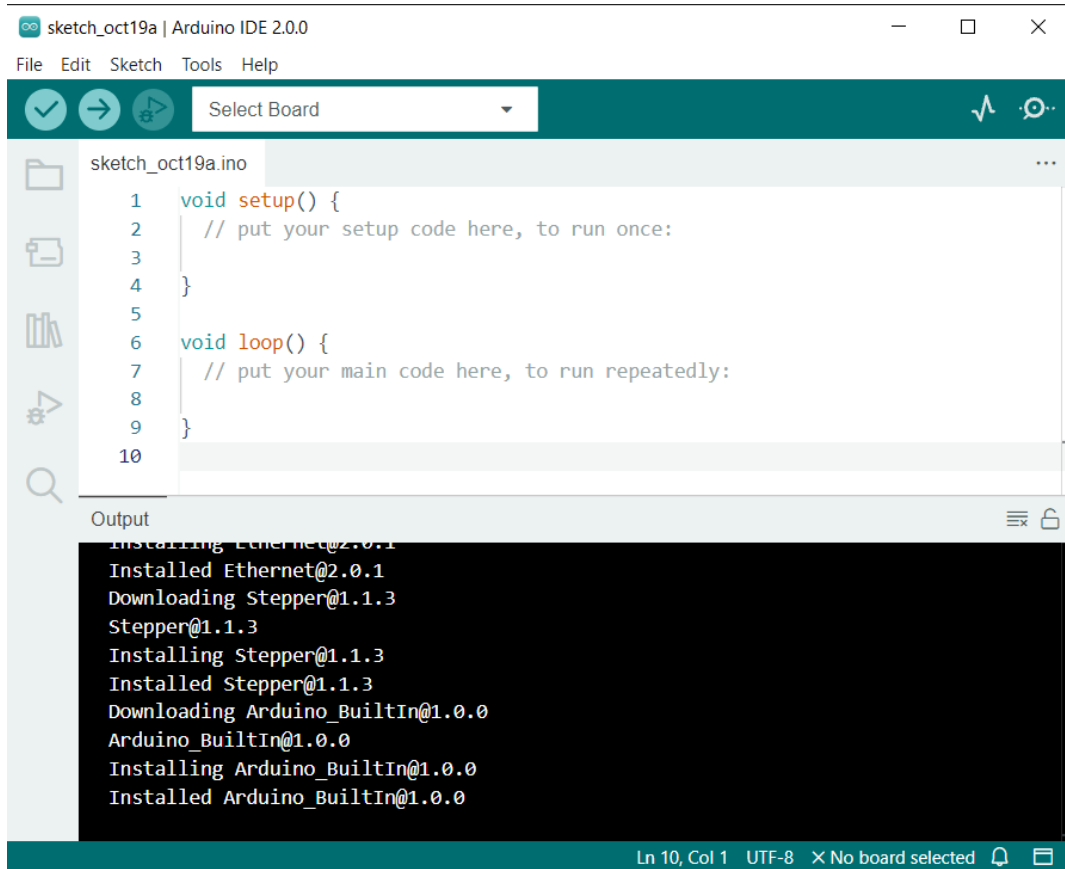 sketch_oct19a | Arduino IDE 2.0.0
File Edit Sketch Tools Help
Select Board
sketch_oct19a.ino
1 void setup() {
2 // put your setup code here, to run once:
3
4 }
5
6 void loop() {
7 // put your main code here, to run repeatedly:
8
9 }
10
Output
Installing Ethernet@2.0.1
Installed Ethernet@2.0.1
Downloading Stepper@1.1.3
Stepper@1.1.3
Installing Stepper@1.1.3
Installed Stepper@1.1.3
Downloading Arduino_BuiltIn@1.0.0
Arduino_BuiltIn@1.0.0
Installing Arduino_BuiltIn@1.0.0
Installed Arduino_BuiltIn@1.0.0
Ln 10, Col 1 UTF-8 ✕ No board selected